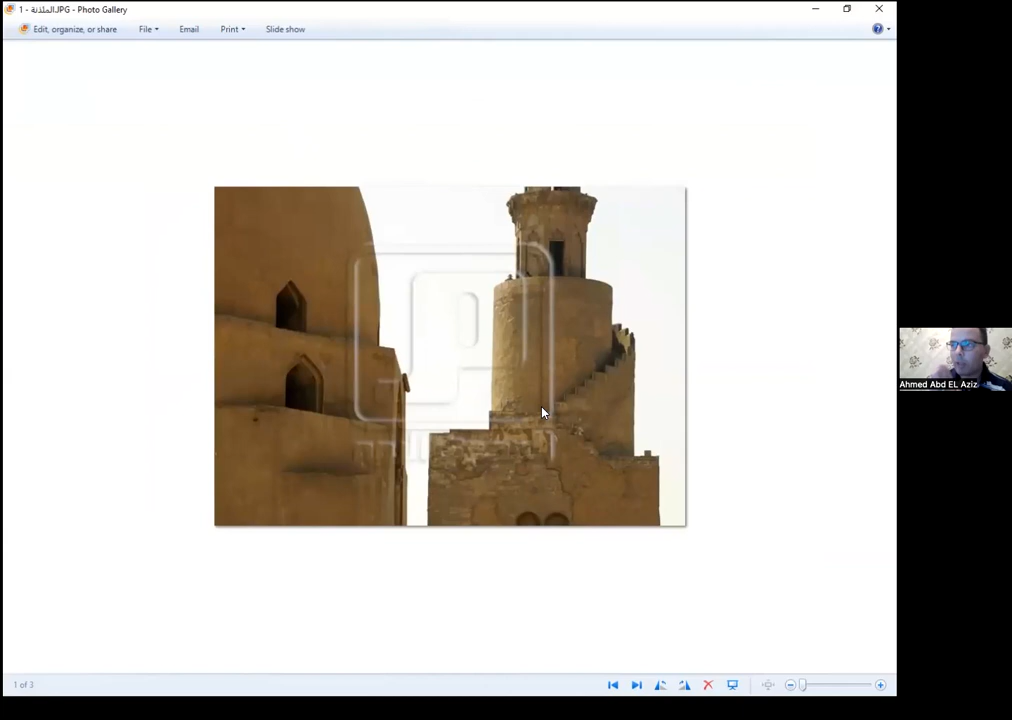 1 - المئذنة.JPG - Photo Gallery
Edit, organize, or share File Email Print Slide show
Ahmed Abd EL Aziz
1 of 3